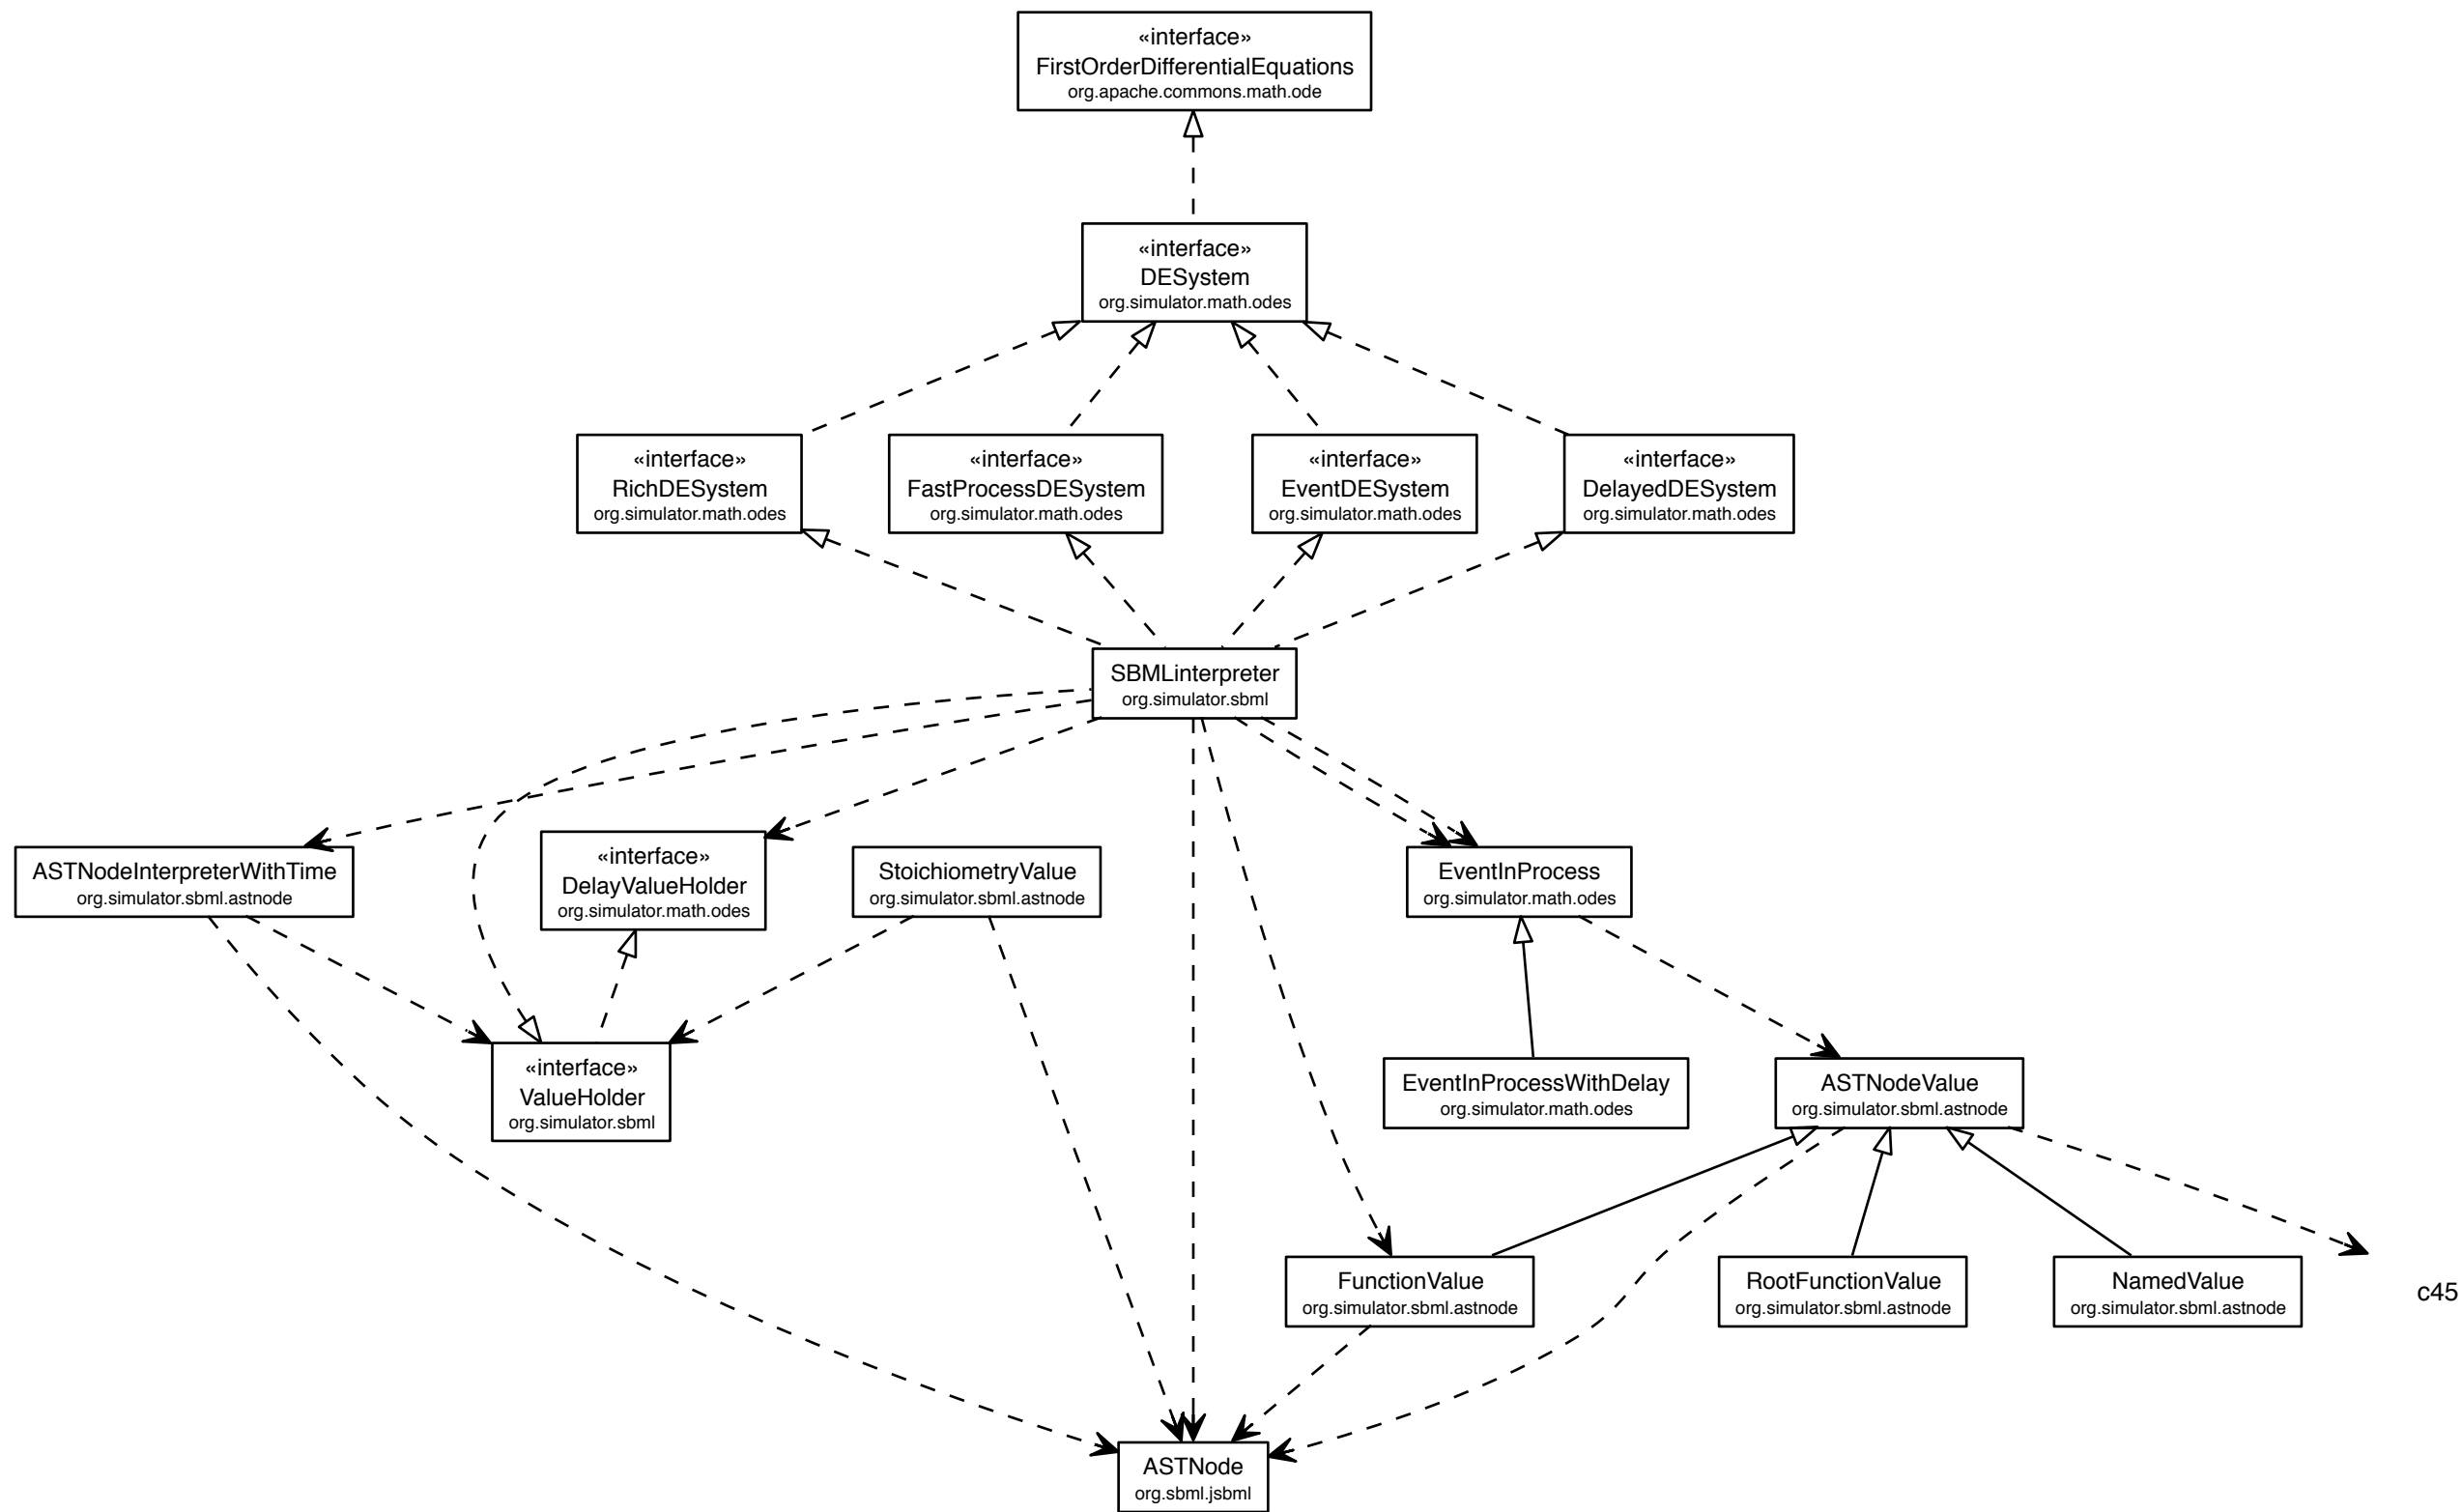 «interface»
FirstOrderDifferentialEquations
org.apache.commons.math.ode
«interface»
DESystem
org.simulator.math.odes
«interface»
RichDESystem
org.simulator.math.odes
«interface»
FastProcessDESystem
org.simulator.math.odes
«interface»
EventDESystem
org.simulator.math.odes
«interface»
DelayedDESystem
org.simulator.math.odes
SBMLinterpreter
org.simulator.sbml
ASTNodeInterpreterWithTime
org.simulator.sbml.astnode
«interface»
DelayValueHolder
org.simulator.math.odes
StoichiometryValue
org.simulator.sbml.astnode
EventInProcess
org.simulator.math.odes
«interface»
ValueHolder
org.simulator.sbml
EventInProcessWithDelay
org.simulator.math.odes
ASTNodeValue
org.simulator.sbml.astnode
FunctionValue
org.simulator.sbml.astnode
RootFunctionValue
org.simulator.sbml.astnode
NamedValue
org.simulator.sbml.astnode
c45
ASTNode
org.sbml.jsbml